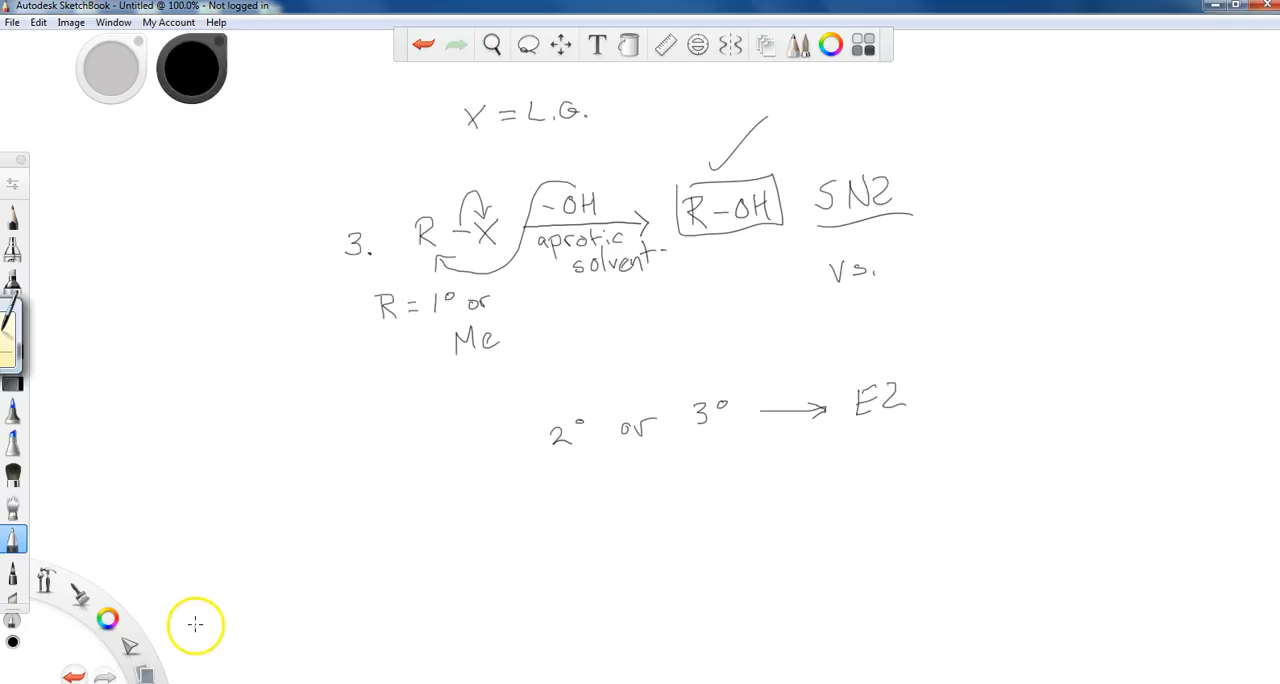 Autodesk SketchBook - Untitled @ 100.0% - Not logged in
File Edit Image Window My Account Help
X = L.G.
3. R - X -OH R-OH SN2
aprotic
solvent
vs.
R = 1° or
Me
2° or 3° → E2